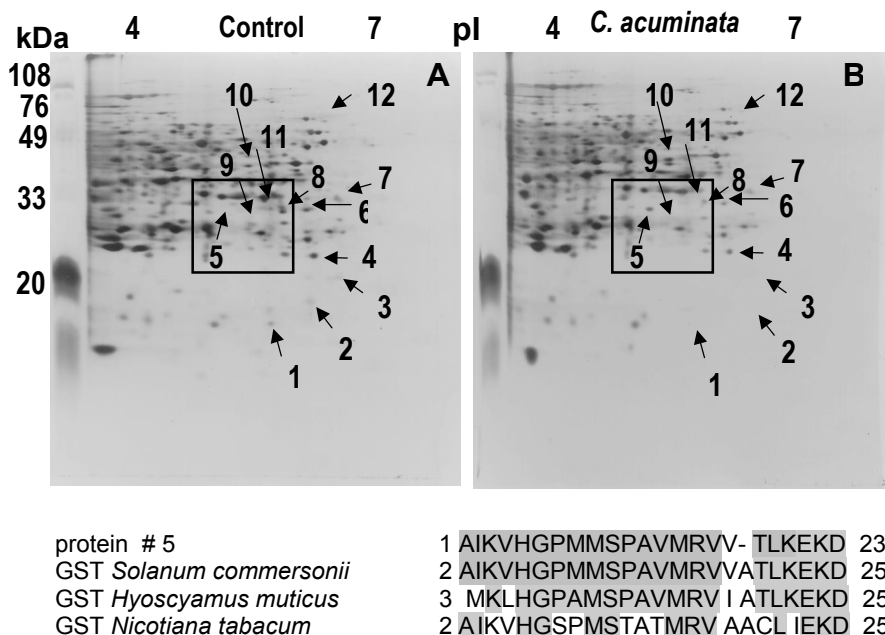 kDa 4 Control 7 pI 4 C. acuminata 7
A B
108
76
49
33
20
10 11 12
9 8 7
6
5 4
3
2
1
10 11 12
9 8 7
6
5 4
3
2
1
protein # 5 1 AIKVHGPMMSPAVMRVV- TLKEKD 23
GST Solanum commersonii 2 AIKVHGPMMSPAVMRVVATLKEKD 25
GST Hyoscyamus muticus 3 MKLHGPAMSPAVMRV I ATLKEKD 25
GST Nicotiana tabacum 2 AIKVHGSPMSTATMRV AACL IEKD 25